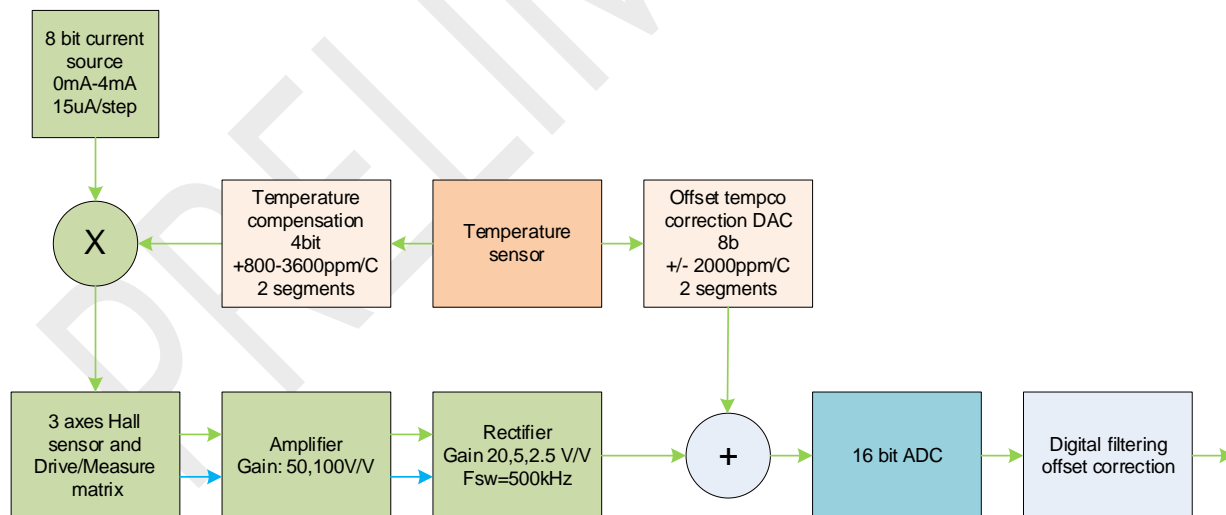 8 bit current
source
0mA-4mA
15uA/step
X
Temperature
compensation
4bit
+800-3600ppm/C
2 segments
Temperature
sensor
Offset tempco
correction DAC
8b
+/- 2000ppm/C
2 segments
3 axes Hall
sensor and
Drive/Measure
matrix
Amplifier
Gain: 50,100V/V
Rectifier
Gain 20,5,2.5 V/V
Fsw=500kHz
+
16 bit ADC
Digital filtering
offset correction
PRELIM